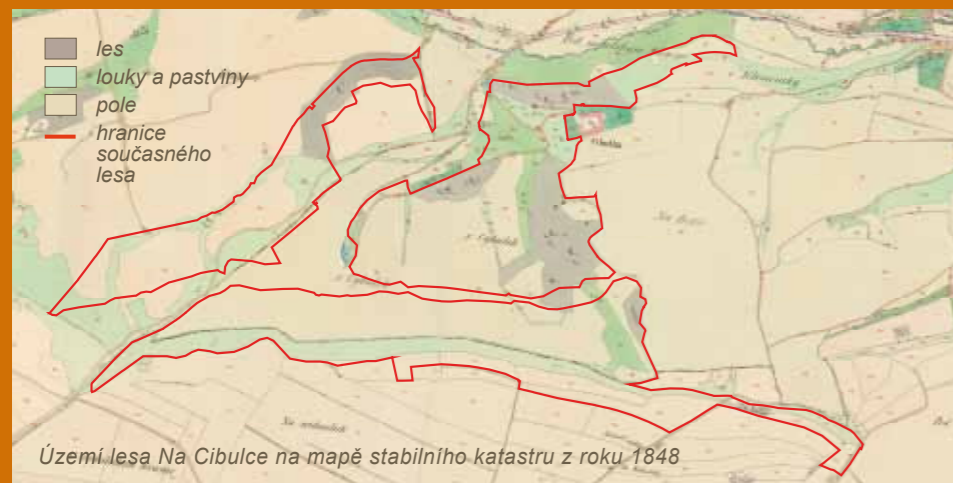 les
louky a pastviny
pole
hranice
současného
lesa
Území lesa Na Cibulce na mapě stabilního katastru z roku 1848